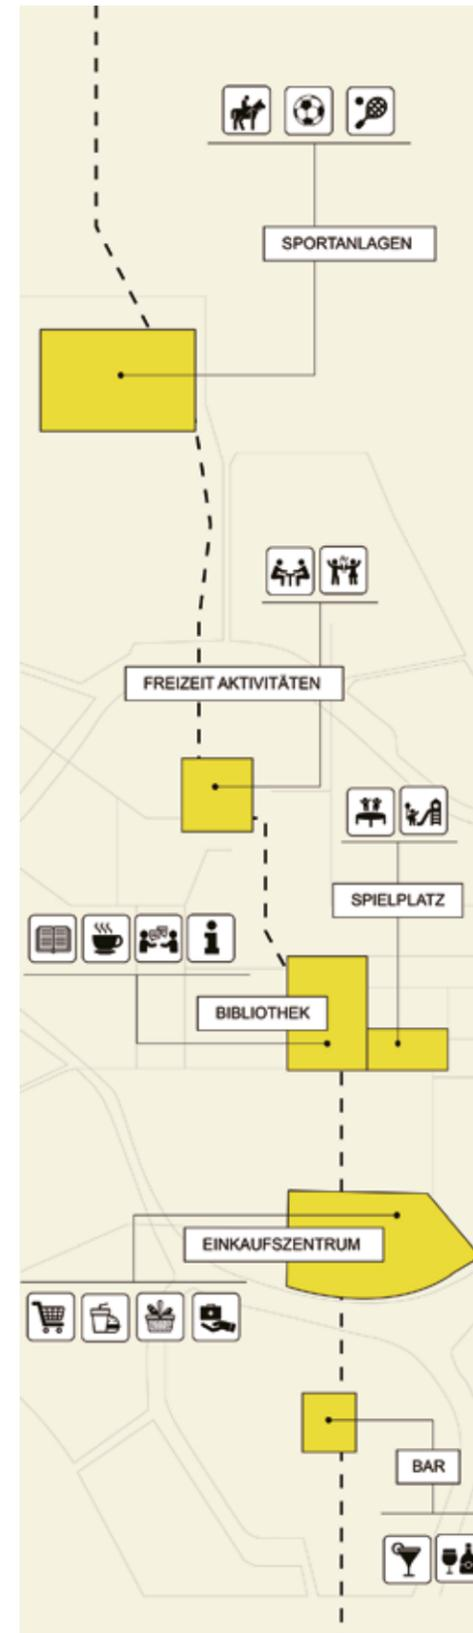 SPORTANLAGEN
FREIZEIT AKTIVITÄTEN
SPIELPLATZ
BIBLIOTHEK
EINKAUFSZENTRUM
BAR